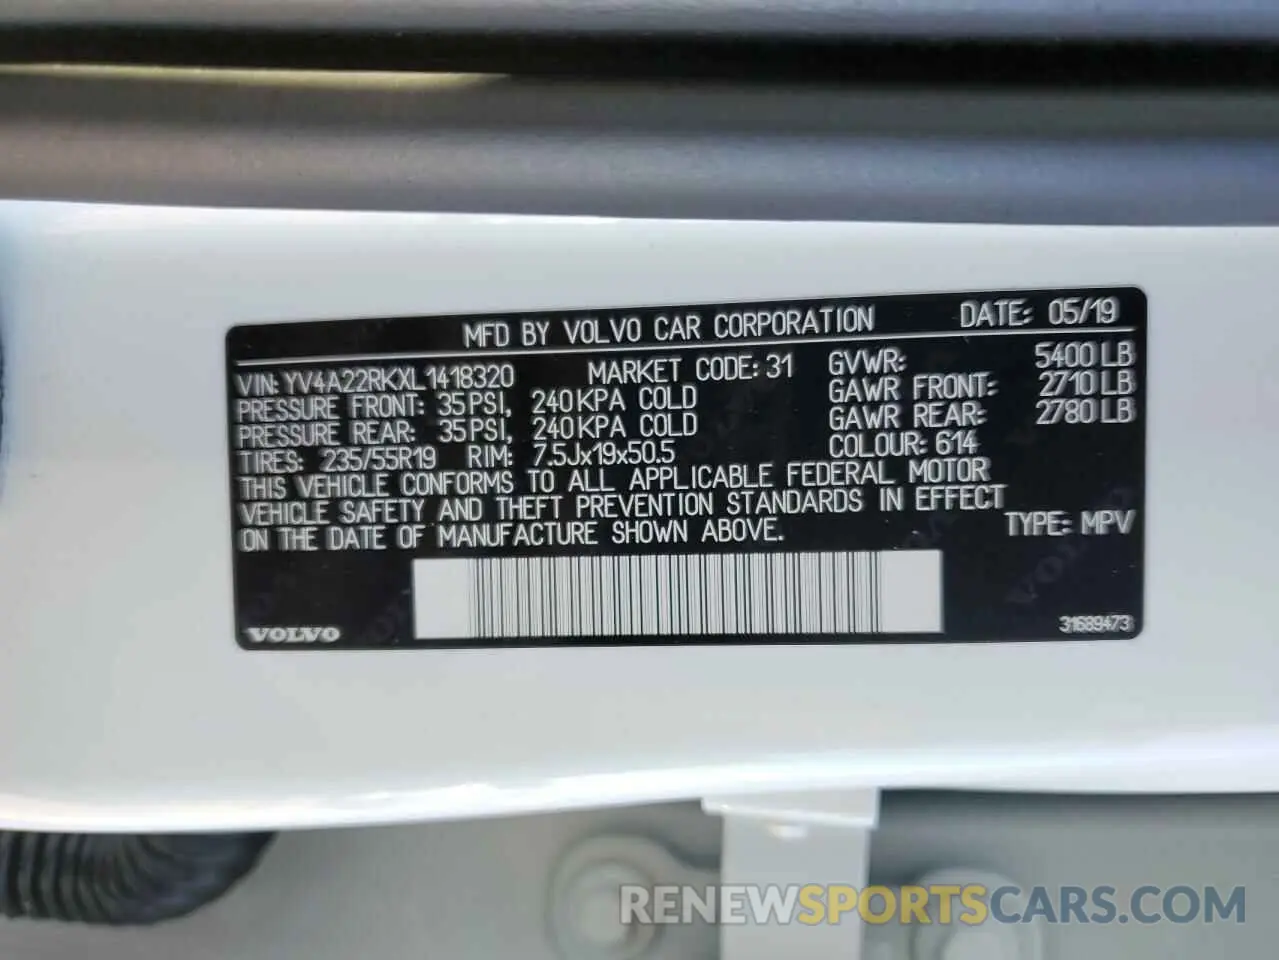 MFD BY VOLVO CAR CORPORATION DATE: 05/19
VIN: YV4A22RKXL1418320 MARKET CODE: 31 GVWR: 5400 LB
PRESSURE FRONT: 35 PSI, 240 KPA COLD GAWR FRONT: 2710 LB
PRESSURE REAR: 35 PSI, 240 KPA COLD GAWR REAR: 2780 LB
TIRES: 235/55R19 RIM: 7.5Jx19x50.5 COLOUR: 614
THIS VEHICLE CONFORMS TO ALL APPLICABLE FEDERAL MOTOR
VEHICLE SAFETY AND THEFT PREVENTION STANDARDS IN EFFECT
ON THE DATE OF MANUFACTURE SHOWN ABOVE. TYPE: MPV
VOLVO 31689473
RENEWSPORTSCARS.COM